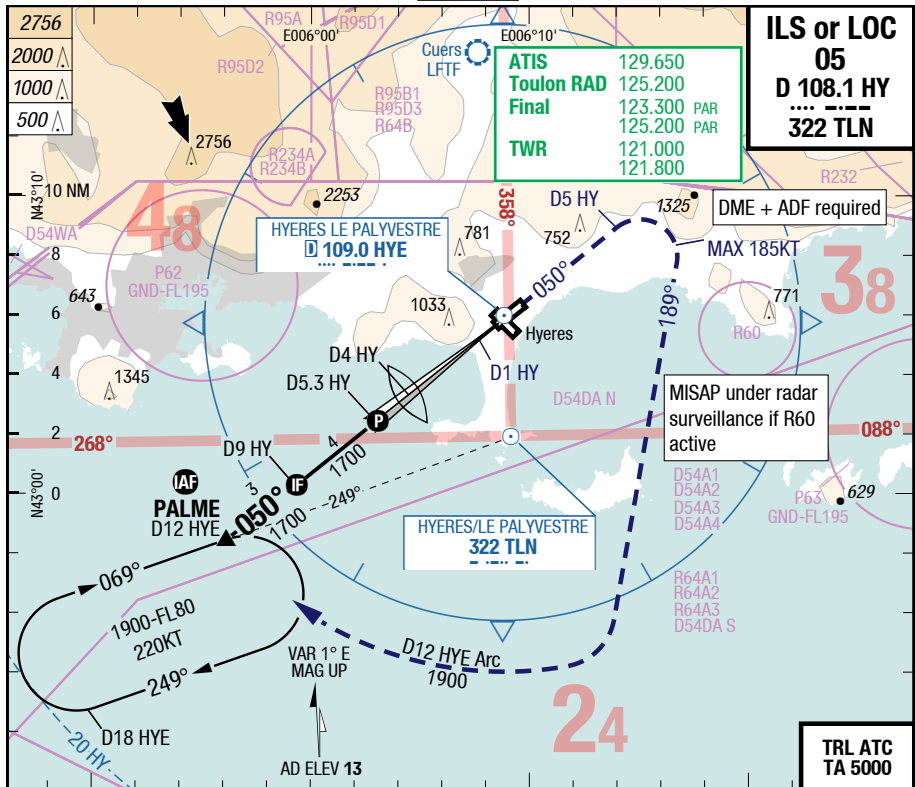 2756
2000
1000
500
R95A
R95D1
E006°00'
E006°10'
R95D2
Cuers
LFTF
ATIS 129.650
Toulon RAD 125.200
Final 123.300 PAR
125.200 PAR
TWR 121.000
121.800
ILS or LOC
05
D 108.1 HY
322 TLN
R95B1
R95D3
R64B
2756
R234A
R234B
R232
N43°10'
10 NM
48
2253
358°
D5 HY
1325
DME + ADF required
D54WA
HYERES LE PALYVESTRE
D 109.0 HYE
781
752
MAX 185KT
8
P62
GND-FL195
050°
189°
38
643
6
1033
Hyeres
771
R60
D4 HY
D1 HY
4
D5.3 HY
1345
D54DA N
MISAP under radar
surveillance if R60
active
P
2
268°
D9 HY
4
1700
088°
N43°00'
0
IAF
PALME
D12 HYE
3
IF
050°
1700
249°
D54A1
D54A2
D54A3
D54A4
P63
GND-FL195
629
HYERES/LE PALYVESTRE
322 TLN
069°
1900-FL80
220KT
R64A1
R64A2
R64A3
D54DA S
249°
VAR 1° E
MAG UP
D12 HYE Arc
1900
D18 HYE
20 HY
24
AD ELEV 13
TRL ATC
TA 5000